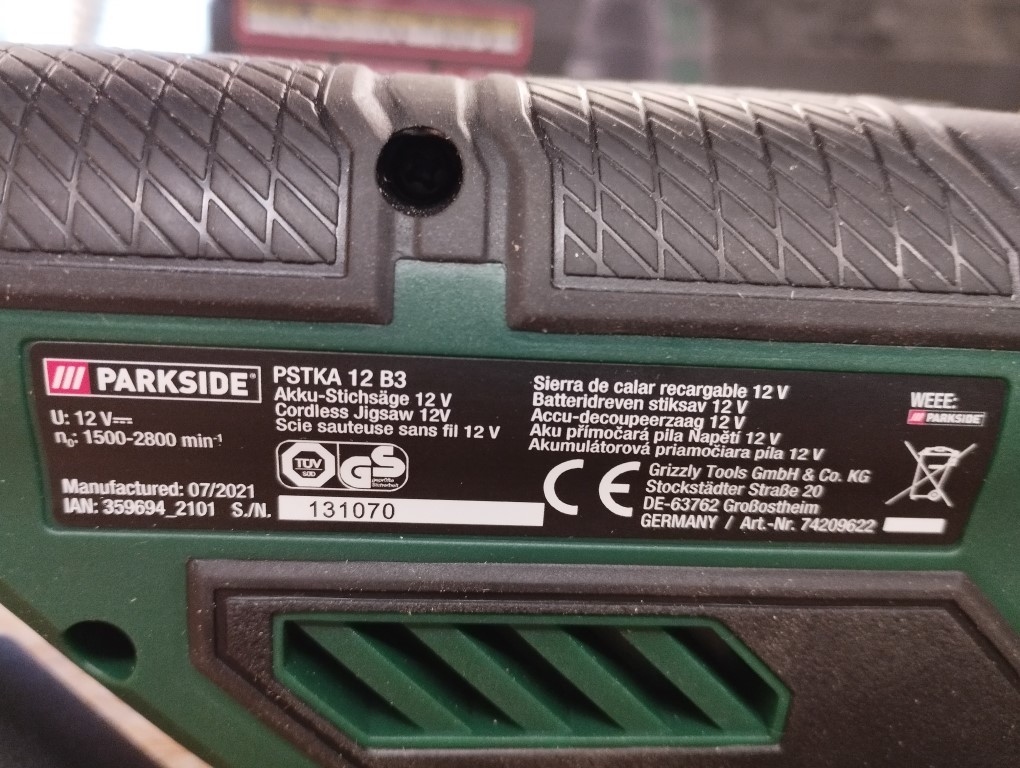 PARKSIDE®
U: 12 V⎓
n₀: 1500-2800 min⁻¹
Manufactured: 07/2021
IAN: 359694_2101 S./N. 131070
PSTKA 12 B3
Akku-Stichsäge 12 V
Cordless Jigsaw 12V
Scie sauteuse sans fil 12 V
TÜV
SÜD
GS
geprüfte
Sicherheit
Sierra de calar recargable 12 V
Batteridreven stiksav 12 V
Accu-decoupeerzaag 12 V
Aku přímočará pila Napětí 12 V
Akumulátorová priamočiara píla 12 V
CE
Grizzly Tools GmbH & Co. KG
Stockstädter Straße 20
DE-63762 Großostheim
GERMANY / Art.-Nr. 74209622
WEEE:
PARKSIDE